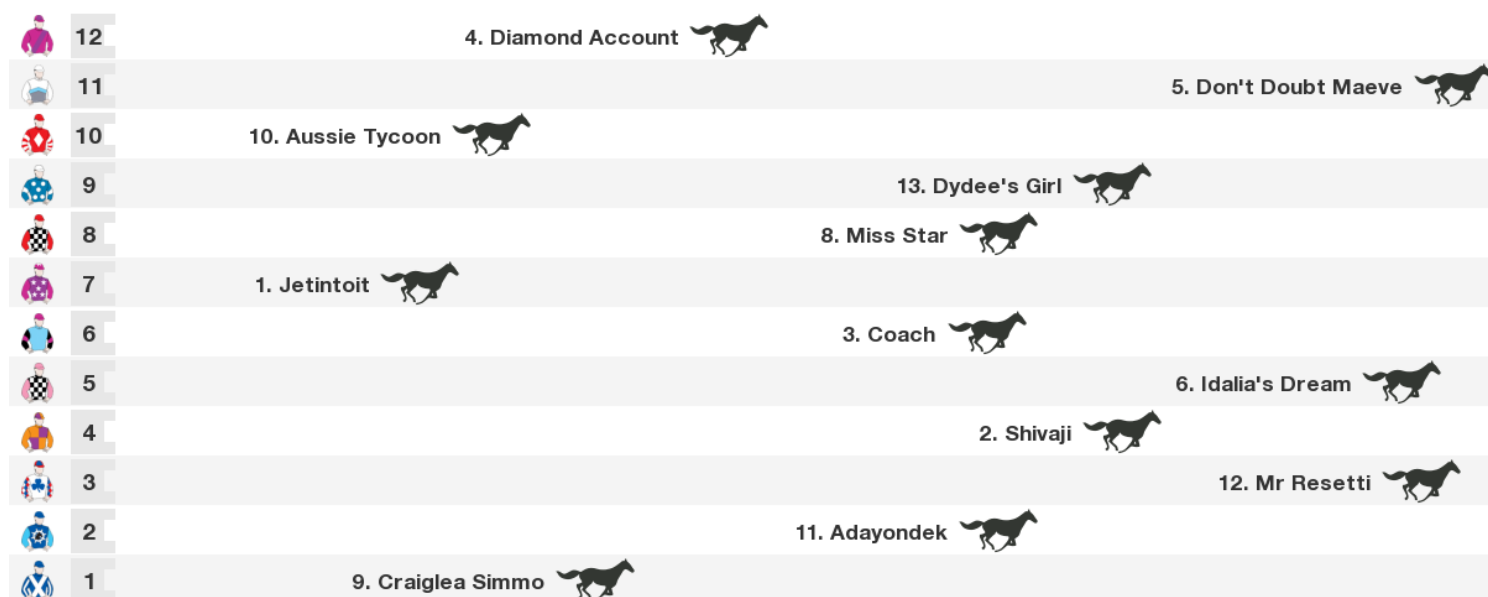 12 4. Diamond Account
11 5. Don't Doubt Maeve
10 10. Aussie Tycoon
9 13. Dydee's Girl
8 8. Miss Star
7 1. Jetintoit
6 3. Coach
5 6. Idalia's Dream
4 2. Shivaji
3 12. Mr Resetti
2 11. Adayondek
1 9. Craiglea Simmo